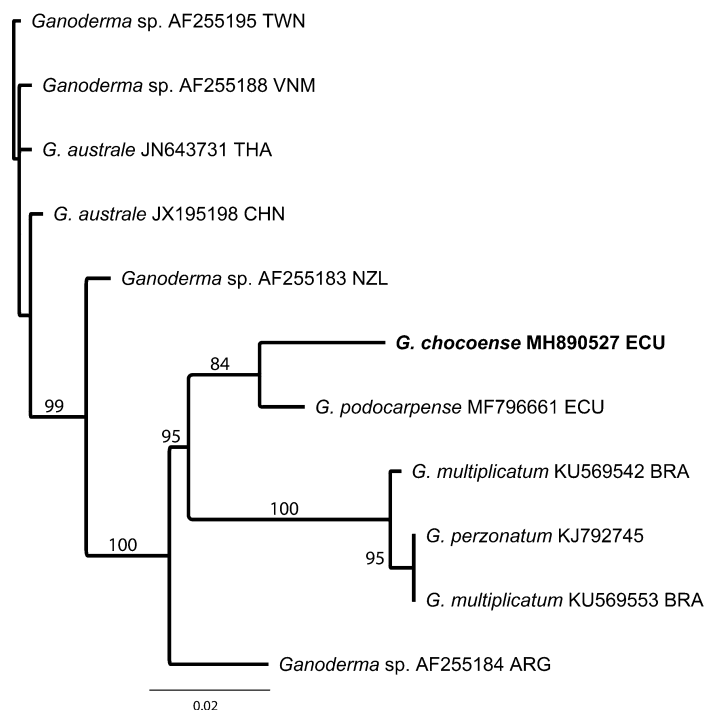 Ganoderma sp. AF255195 TWN
Ganoderma sp. AF255188 VNM
G. australe JN643731 THA
G. australe JX195198 CHN
Ganoderma sp. AF255183 NZL
G. chocoense MH890527 ECU
84
G. podocarpense MF796661 ECU
99
95
G. multiplicatum KU569542 BRA
100
G. perzonatum KJ792745
100
95
G. multiplicatum KU569553 BRA
Ganoderma sp. AF255184 ARG
0.02